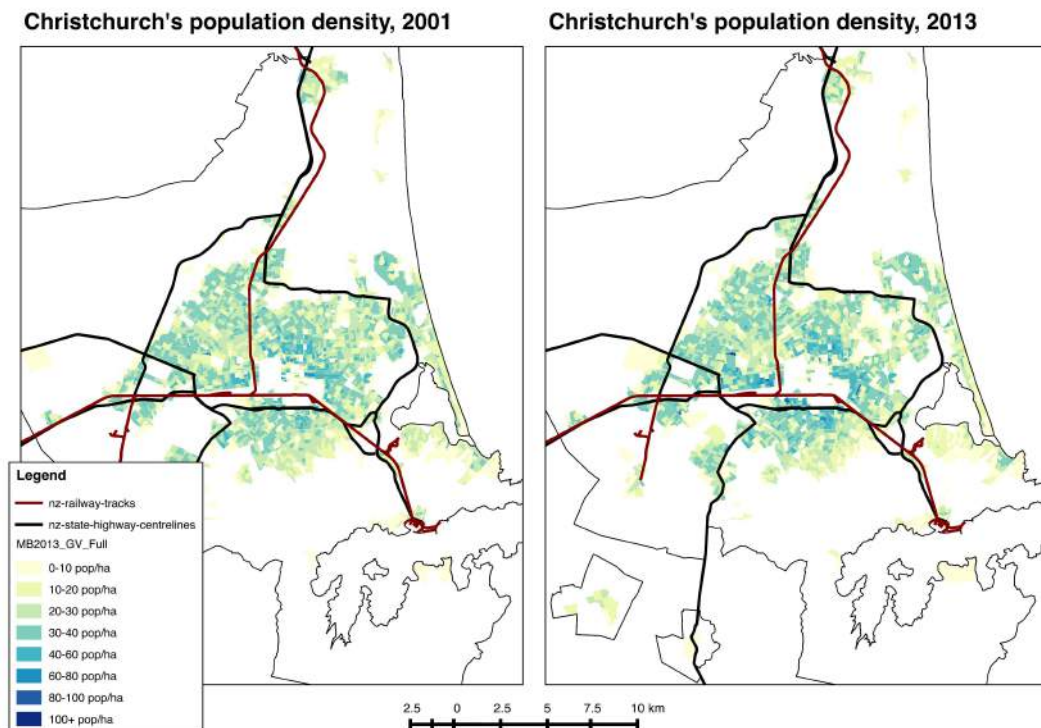 Christchurch's population density, 2001
Christchurch's population density, 2013
Legend
nz-railway-tracks
nz-state-highway-centrelines
MB2013_GV_Full
0-10 pop/ha
10-20 pop/ha
20-30 pop/ha
30-40 pop/ha
40-60 pop/ha
60-80 pop/ha
80-100 pop/ha
100+ pop/ha
2.5 0 2.5 5 7.5 10 km